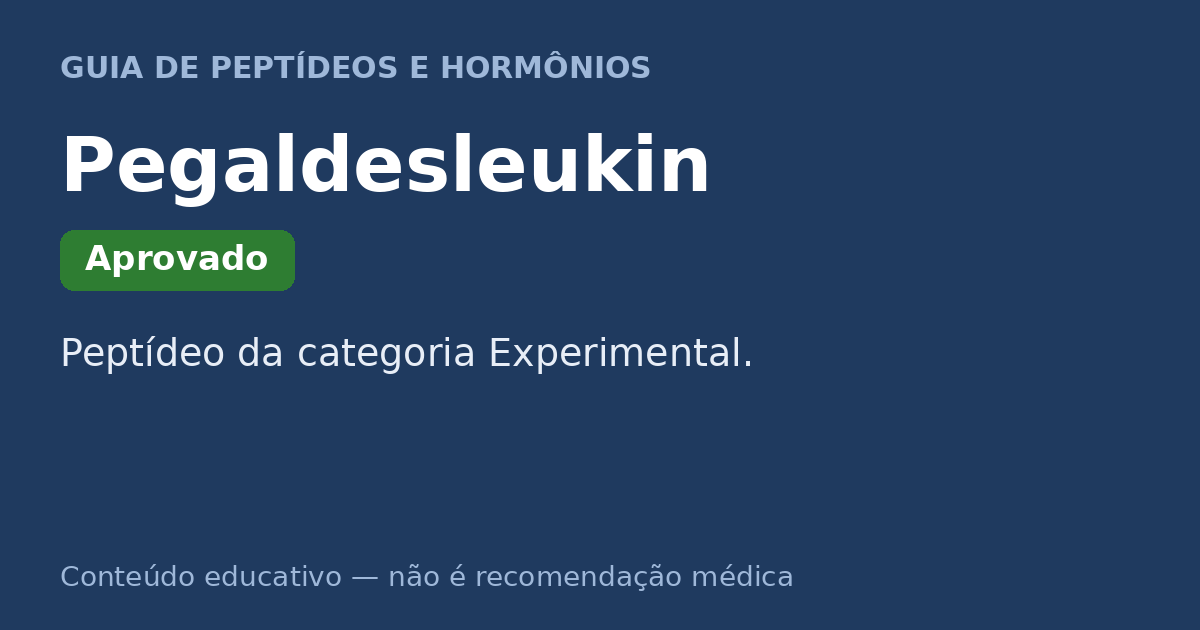 GUIA DE PEPTÍDEOS E HORMÔNIOS
Pegaldesleukin
Aprovado
Peptídeo da categoria Experimental.
Conteúdo educativo — não é recomendação médica